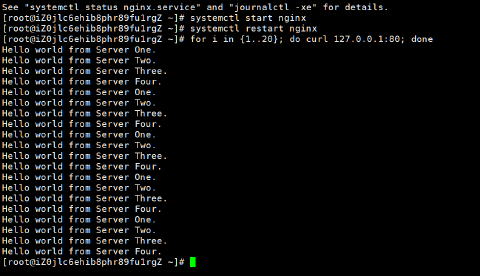 See "systemctl status nginx.service" and "journalctl -xe" for details.
[root@iZ0jlc6ehib8phr89fu1rgZ ~]# systemctl start nginx
[root@iZ0jlc6ehib8phr89fu1rgZ ~]# systemctl restart nginx
[root@iZ0jlc6ehib8phr89fu1rgZ ~]# for i in {1..20}; do curl 127.0.0.1:80; done
Hello world from Server One.
Hello world from Server Two.
Hello world from Server Three.
Hello world from Server Four.
Hello world from Server One.
Hello world from Server Two.
Hello world from Server Three.
Hello world from Server Four.
Hello world from Server One.
Hello world from Server Two.
Hello world from Server Three.
Hello world from Server Four.
Hello world from Server One.
Hello world from Server Two.
Hello world from Server Three.
Hello world from Server Four.
Hello world from Server One.
Hello world from Server Two.
Hello world from Server Three.
Hello world from Server Four.
[root@iZ0jlc6ehib8phr89fu1rgZ ~]#